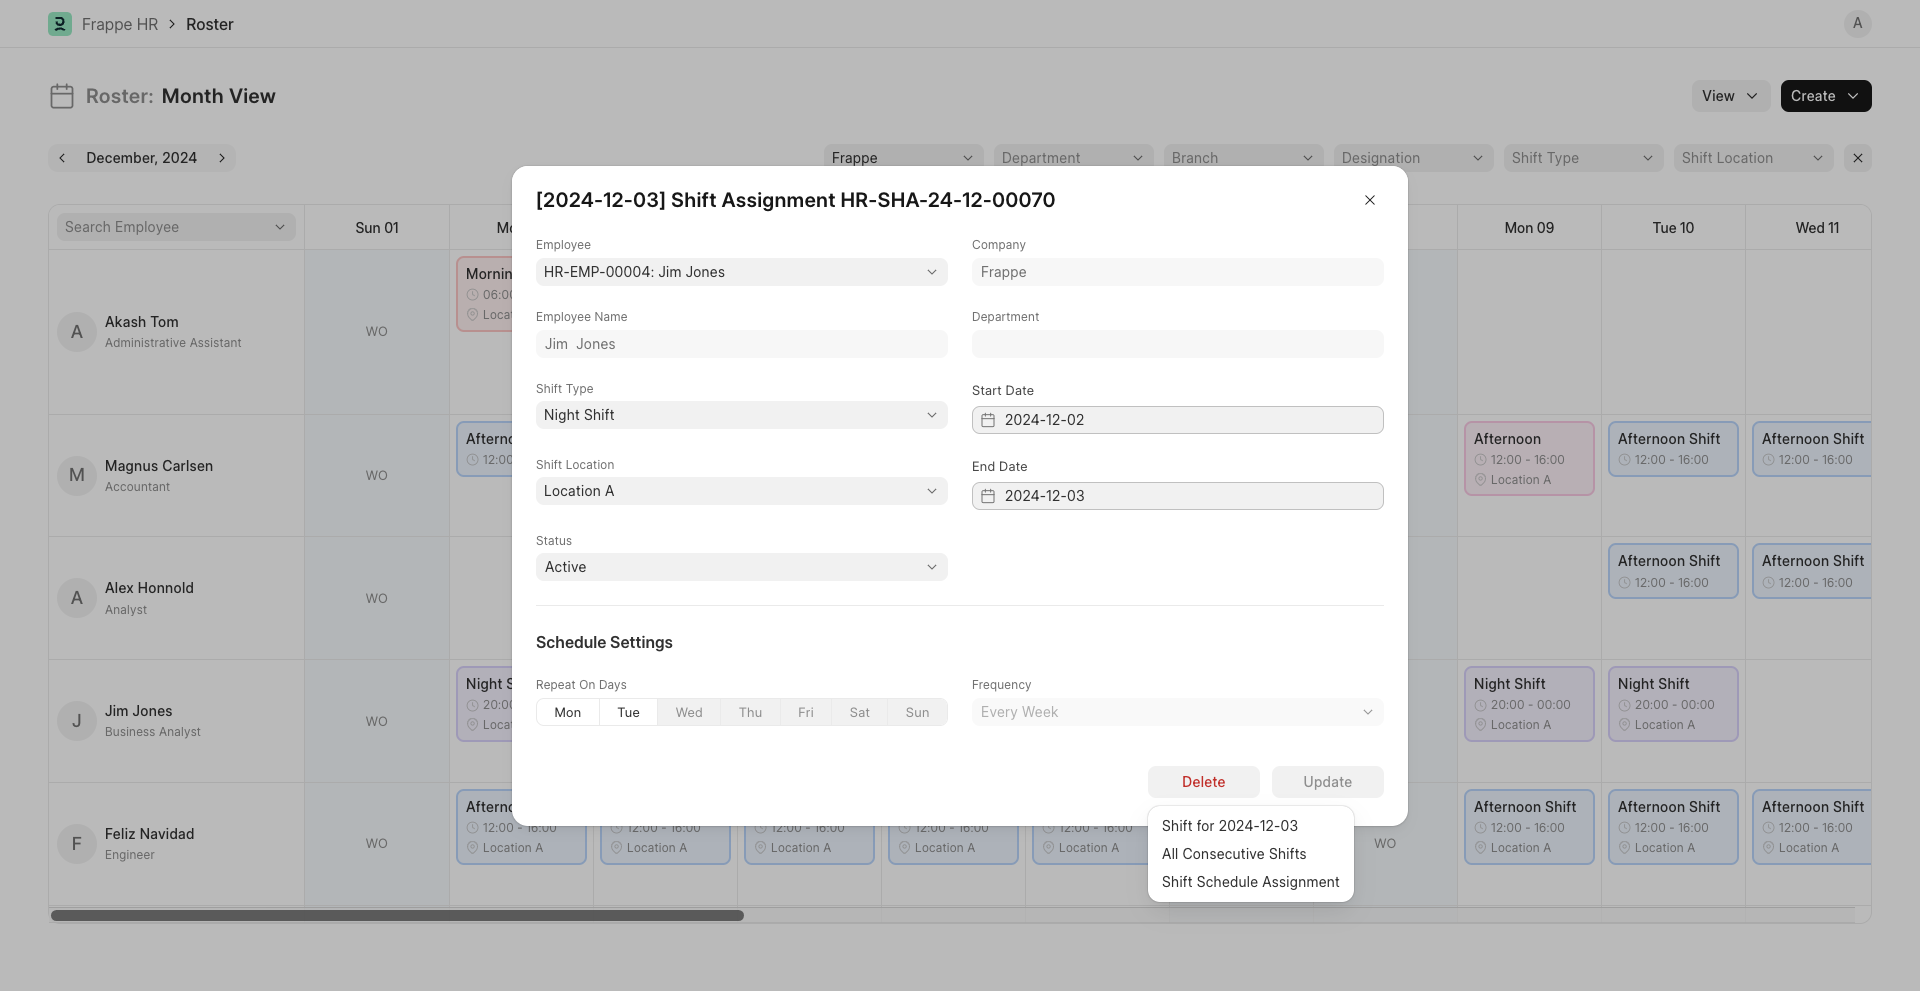 Frappe HR > Roster
A
Roster: Month View
View
Create
December, 2024
Frappe
Department
Branch
Designation
Shift Type
Shift Location
Search Employee
Sun 01
Mo
Mon 09
Tue 10
Wed 11
[2024-12-03] Shift Assignment HR-SHA-24-12-00070
Employee
HR-EMP-00004: Jim Jones
Company
Frappe
Employee Name
Jim  Jones
Department
Shift Type
Night Shift
Start Date
2024-12-02
Shift Location
Location A
End Date
2024-12-03
Status
Active
Schedule Settings
Repeat On Days
Mon
Tue
Wed
Thu
Fri
Sat
Sun
Frequency
Every Week
Delete
Update
Shift for 2024-12-03
All Consecutive Shifts
Shift Schedule Assignment
A
Akash Tom
Administrative Assistant
WO
Mornin
06:00
Locat
M
Magnus Carlsen
Accountant
WO
Afterno
12:00
Afternoon
12:00 - 16:00
Location A
Afternoon Shift
12:00 - 16:00
Afternoon Shift
12:00 - 16:00
A
Alex Honnold
Analyst
WO
Afternoon Shift
12:00 - 16:00
Afternoon Shift
12:00 - 16:00
J
Jim Jones
Business Analyst
WO
Night S
20:00
Locat
Night Shift
20:00 - 00:00
Location A
Night Shift
20:00 - 00:00
Location A
F
Feliz Navidad
Engineer
WO
Afterno
12:00 - 16:00
Location A
12:00 - 16:00
Location A
12:00 - 16:00
Location A
12:00 - 16:00
Location A
12:00 - 16:00
Location A
WO
Afternoon Shift
12:00 - 16:00
Location A
Afternoon Shift
12:00 - 16:00
Location A
Afternoon Shift
12:00 - 16:00
Location A